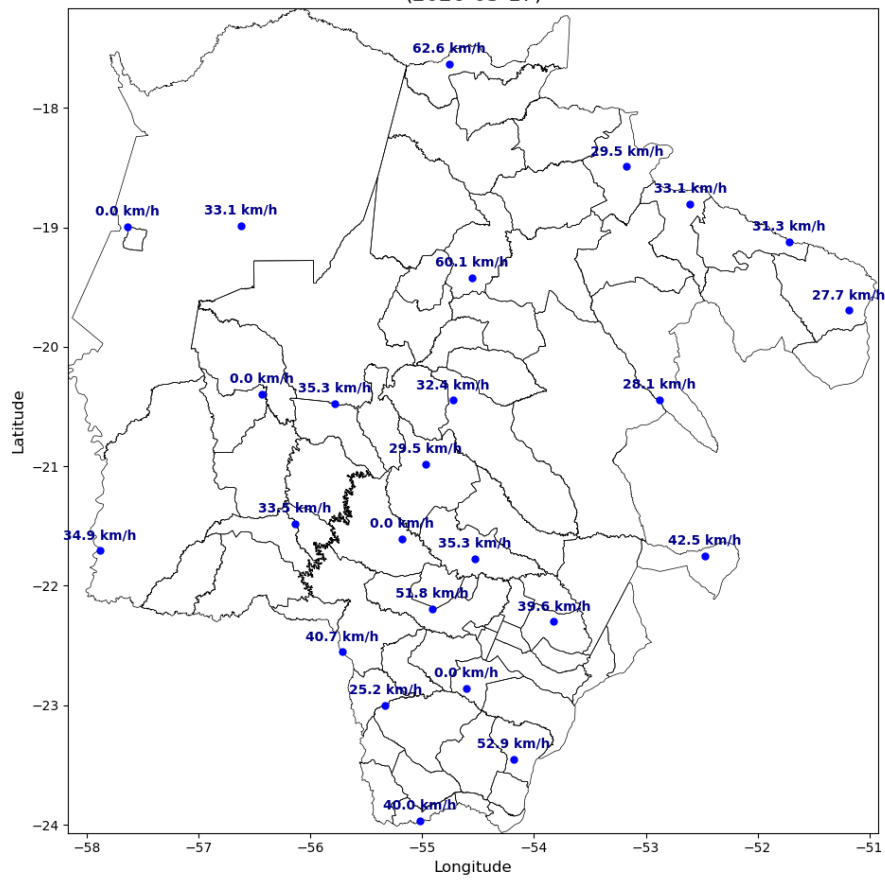 62.6 km/h
−18
29.5 km/h
33.1 km/h
0.0 km/h
33.1 km/h
31.3 km/h
−19
60.1 km/h
27.7 km/h
−20
0.0 km/h
35.3 km/h
32.4 km/h
28.1 km/h
29.5 km/h
−21
33.5 km/h
0.0 km/h
34.9 km/h
35.3 km/h
42.5 km/h
−22
51.8 km/h
39.6 km/h
40.7 km/h
0.0 km/h
25.2 km/h
−23
52.9 km/h
40.0 km/h
−24
−58 −57 −56 −55 −54 −53 −52 −51
Longitude
Latitude